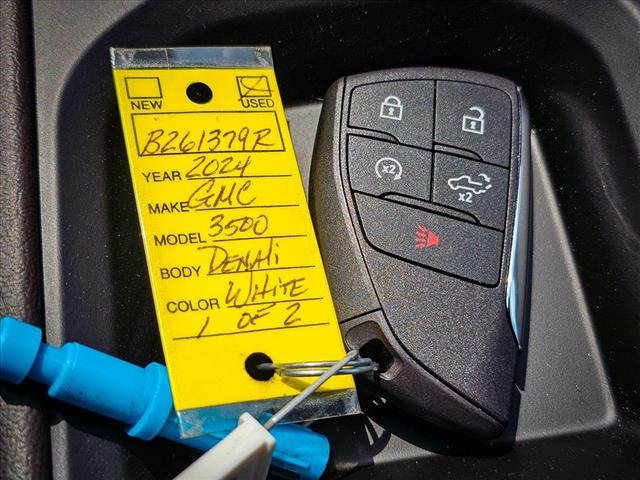 NEW USED
B261379R
YEAR 2024
MAKE GMC
MODEL 3500
BODY DENALi
COLOR WHITE
1 OF 2
x2
x2